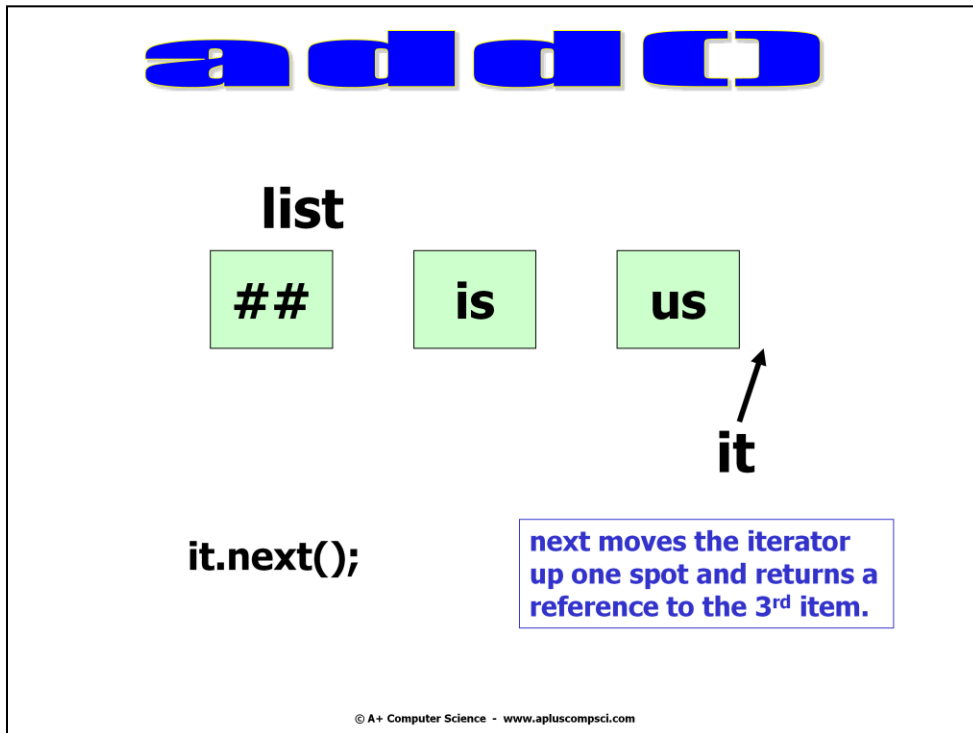 add()
list
## is us
it
it.next();
next moves the iterator
up one spot and returns a
reference to the 3rd item.
© A+ Computer Science - www.apluscompsci.com